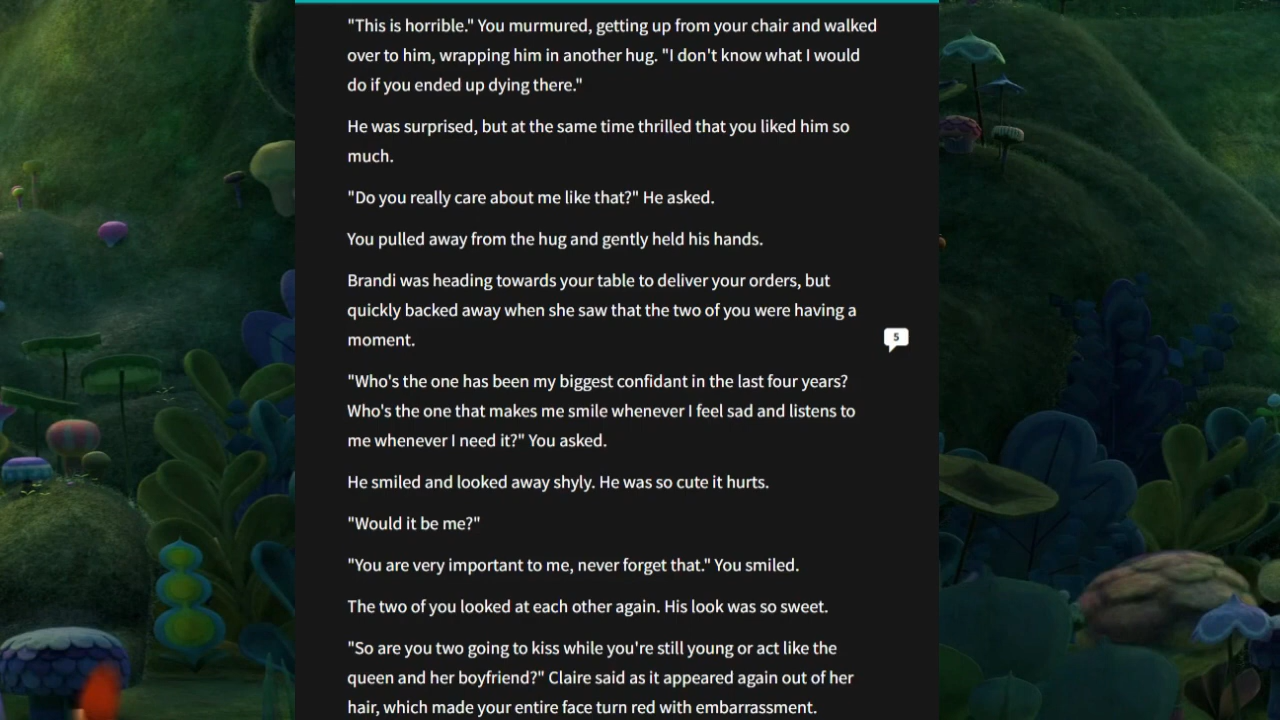 "This is horrible." You murmured, getting up from your chair and walked
over to him, wrapping him in another hug. "I don't know what I would
do if you ended up dying there."
He was surprised, but at the same time thrilled that you liked him so
much.
"Do you really care about me like that?" He asked.
You pulled away from the hug and gently held his hands.
Brandi was heading towards your table to deliver your orders, but
quickly backed away when she saw that the two of you were having a
moment.
5
"Who's the one has been my biggest confidant in the last four years?
Who's the one that makes me smile whenever I feel sad and listens to
me whenever I need it?" You asked.
He smiled and looked away shyly. He was so cute it hurts.
"Would it be me?"
"You are very important to me, never forget that." You smiled.
The two of you looked at each other again. His look was so sweet.
"So are you two going to kiss while you're still young or act like the
queen and her boyfriend?" Claire said as it appeared again out of her
hair, which made your entire face turn red with embarrassment.